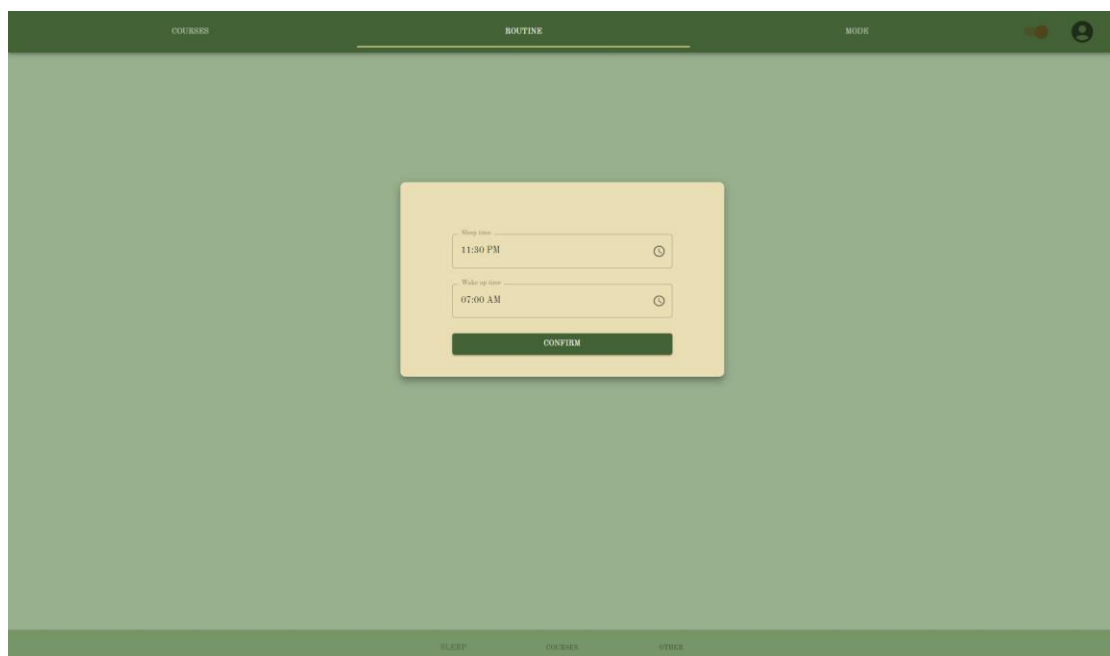 COURSES ROUTINE MODE
Sleep time
11:30 PM
Wake up time
07:00 AM
CONFIRM
SLEEP COURSES OTHER